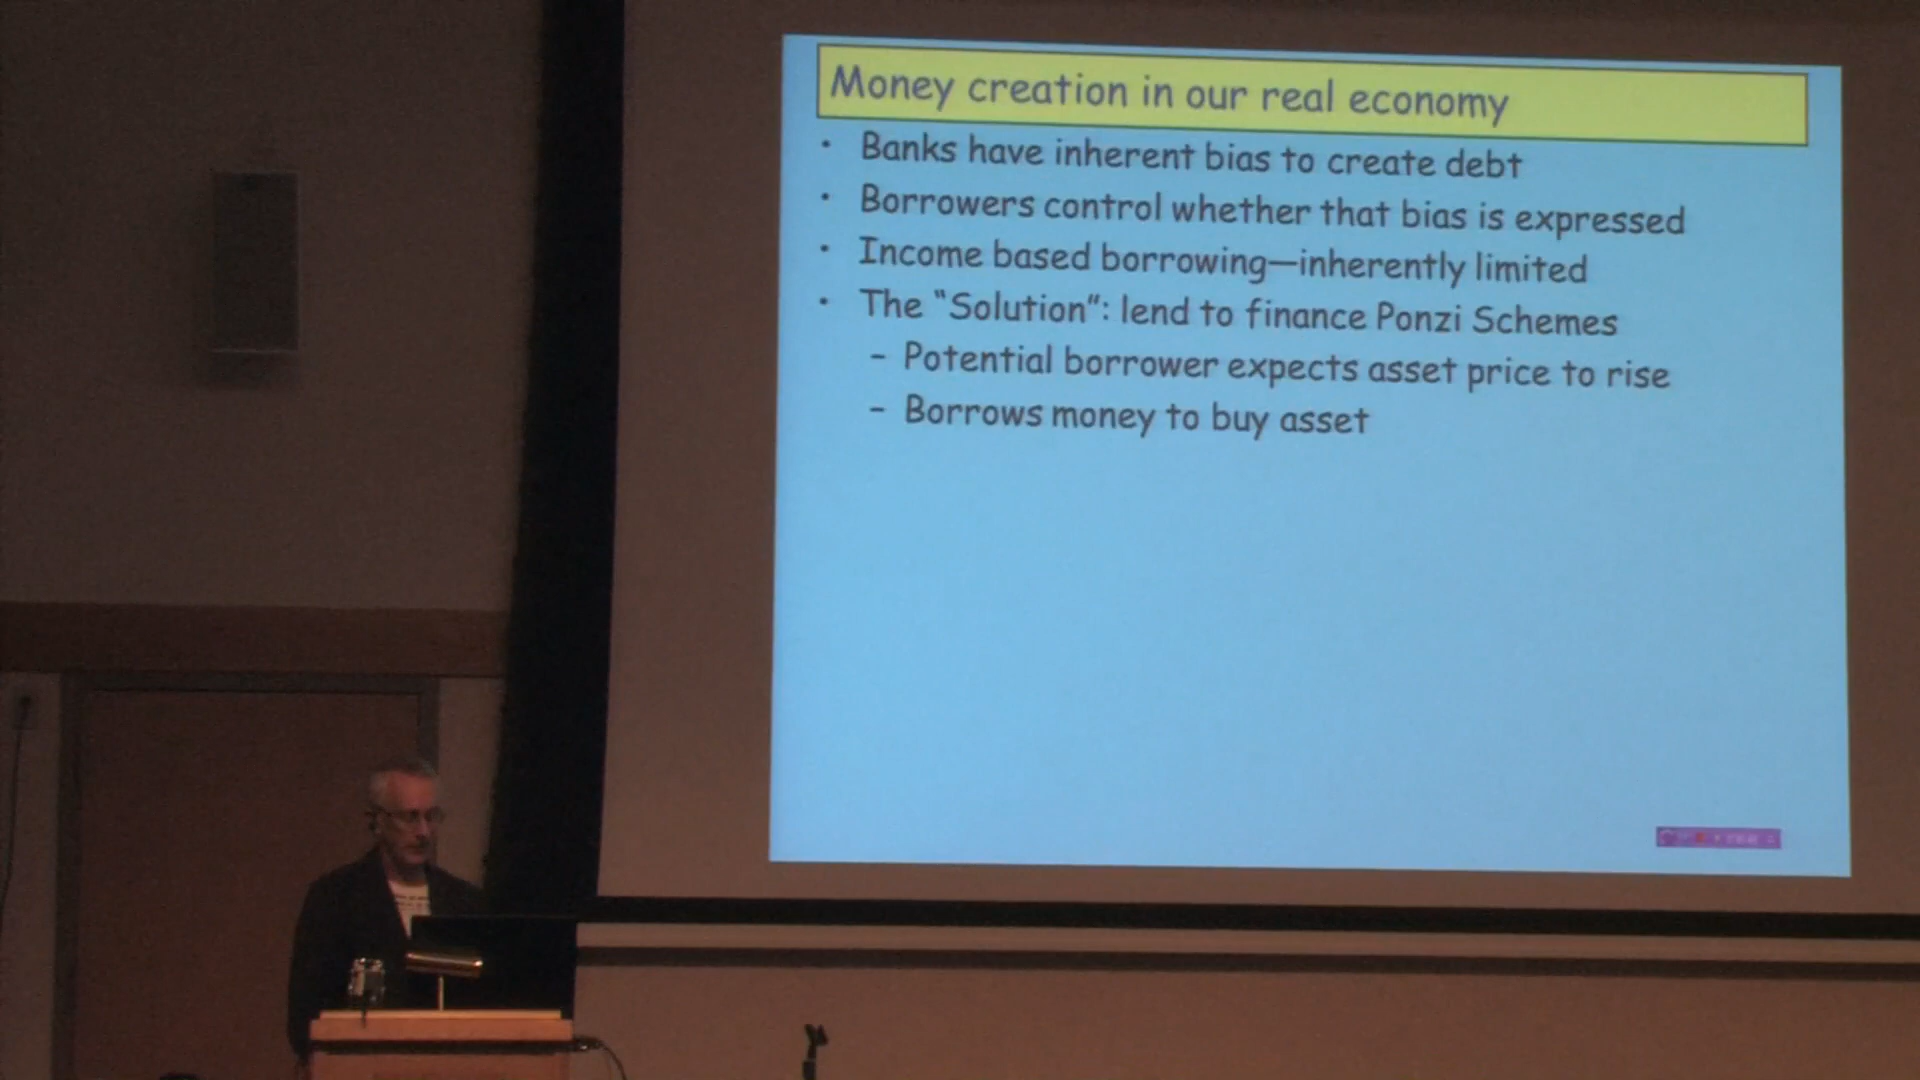 Money creation in our real economy
• Banks have inherent bias to create debt
• Borrowers control whether that bias is expressed
• Income based borrowing—inherently limited
• The “Solution”: lend to finance Ponzi Schemes
– Potential borrower expects asset price to rise
– Borrows money to buy asset